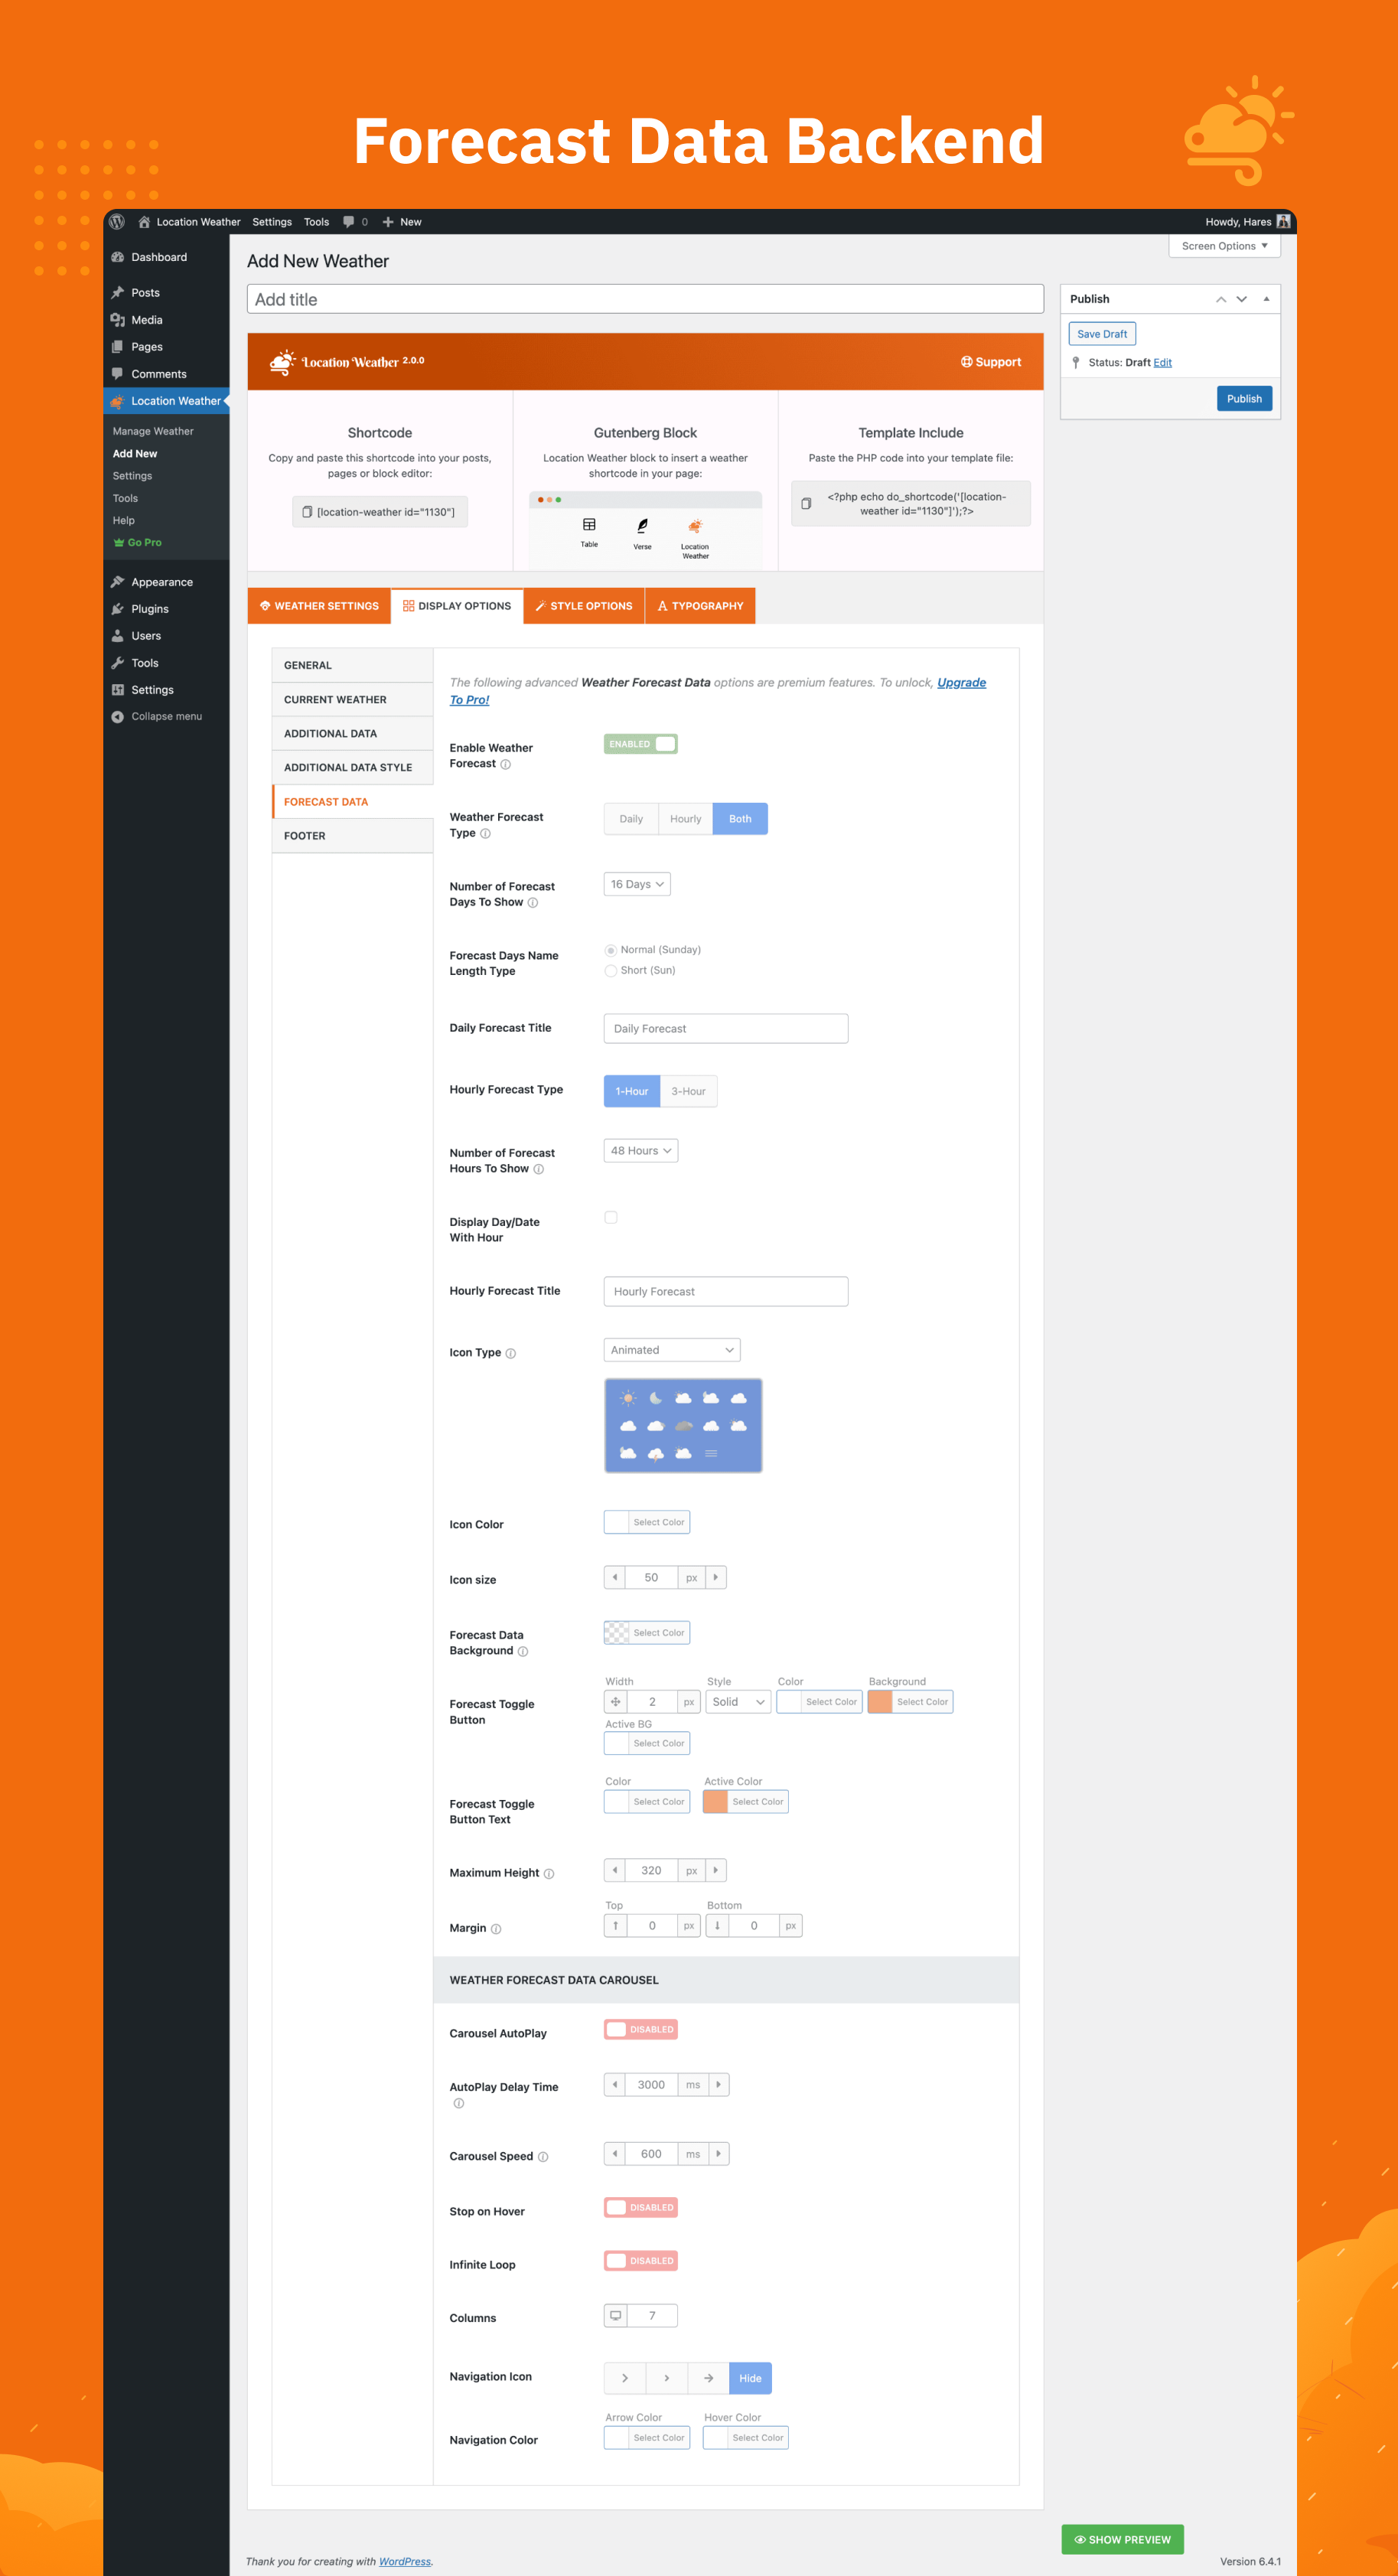 Forecast Data Backend
Location Weather Settings Tools 0 New
Howdy, Hares
Screen Options
Dashboard
Posts
Media
Pages
Comments
Location Weather
Manage Weather
Add New
Settings
Tools
Help
Go Pro
Appearance
Plugins
Users
Tools
Settings
Collapse menu
Add New Weather
Add title
Publish
Save Draft
Status: Draft Edit
Publish
Location Weather 2.0.0
Support
Shortcode
Copy and paste this shortcode into your posts,
pages or block editor:
[location-weather id="1130"]
Gutenberg Block
Location Weather block to insert a weather
shortcode in your page:
Table
Verse
Location
Weather
Template Include
Paste the PHP code into your template file:
<?php echo do_shortcode('[location-
weather id="1130"]');?>
WEATHER SETTINGS
DISPLAY OPTIONS
STYLE OPTIONS
TYPOGRAPHY
GENERAL
CURRENT WEATHER
ADDITIONAL DATA
ADDITIONAL DATA STYLE
FORECAST DATA
FOOTER
The following advanced Weather Forecast Data options are premium features. To unlock, Upgrade
To Pro!
Enable Weather
Forecast
ENABLED
Weather Forecast
Type
Daily Hourly Both
Number of Forecast
Days To Show
16 Days
Forecast Days Name
Length Type
Normal (Sunday)
Short (Sun)
Daily Forecast Title
Daily Forecast
Hourly Forecast Type
1-Hour 3-Hour
Number of Forecast
Hours To Show
48 Hours
Display Day/Date
With Hour
Hourly Forecast Title
Hourly Forecast
Icon Type
Animated
Icon Color
Select Color
Icon size
50 px
Forecast Data
Background
Select Color
Forecast Toggle
Button
Width Style Color Background
2 px Solid Select Color Select Color
Active BG
Select Color
Forecast Toggle
Button Text
Color Active Color
Select Color Select Color
Maximum Height
320 px
Margin
Top Bottom
0 px 0 px
WEATHER FORECAST DATA CAROUSEL
Carousel AutoPlay
DISABLED
AutoPlay Delay Time
3000 ms
Carousel Speed
600 ms
Stop on Hover
DISABLED
Infinite Loop
DISABLED
Columns
7
Navigation Icon
Hide
Navigation Color
Arrow Color Hover Color
Select Color Select Color
SHOW PREVIEW
Thank you for creating with WordPress.
Version 6.4.1